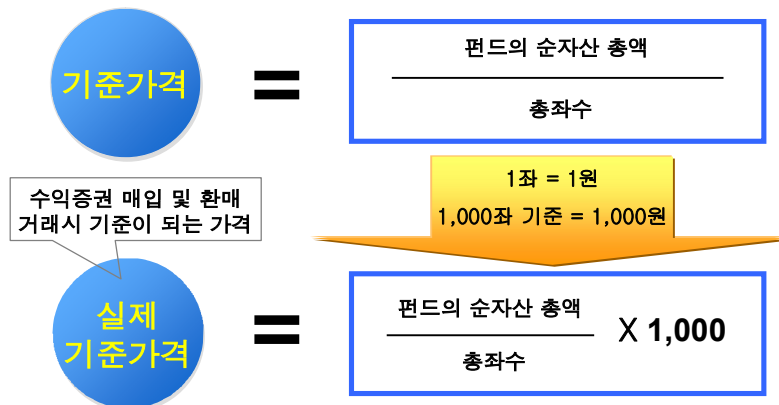 기준가격
=
펀드의 순자산 총액
총좌수
수익증권 매입 및 환매
거래시 기준이 되는 가격
1좌 = 1원
1,000좌 기준 = 1,000원
실제
기준가격
=
펀드의 순자산 총액
총좌수
X 1,000